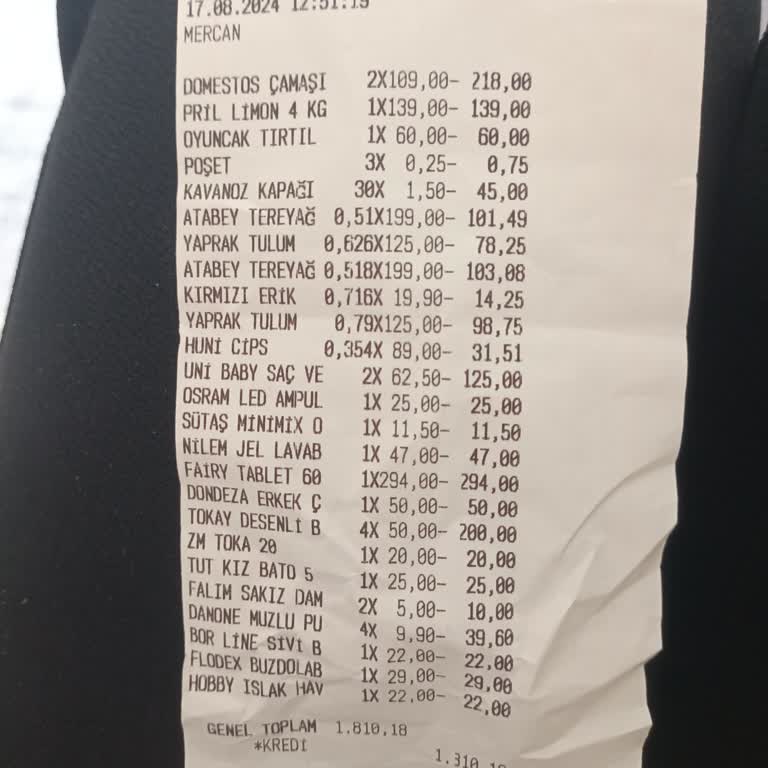 17.08.2024 12:51:19
MERCAN
DOMESTOS ÇAMAŞI 2X109,00- 218,00
PRİL LİMON 4 KG 1X139,00- 139,00
OYUNCAK TIRTIL 1X 60,00- 60,00
POŞET 3X 0,25- 0,75
KAVANOZ KAPAĞI 30X 1,50- 45,00
ATABEY TEREYAĞ 0,51X199,00- 101,49
YAPRAK TULUM 0,626X125,00- 78,25
ATABEY TEREYAĞ 0,518X199,00- 103,08
KIRMIZI ERİK 0,716X 19,90- 14,25
YAPRAK TULUM 0,79X125,00- 98,75
HUNİ CİPS 0,354X 89,00- 31,51
UNİ BABY SAÇ VE 2X 62,50- 125,00
OSRAM LED AMPUL 1X 25,00- 25,00
SÜTAŞ MİNİMİX O 1X 11,50- 11,50
NİLEM JEL LAVAB 1X 47,00- 47,00
FAİRY TABLET 60 1X294,00- 294,00
DONDEZA ERKEK Ç 1X 50,00- 50,00
TOKAY DESENLİ B 4X 50,00- 200,00
ZM TOKA 20 1X 20,00- 20,00
TUT KIZ BATO 5 1X 25,00- 25,00
FALIM SAKIZ DAM 2X 5,00- 10,00
DANONE MUZLU PU 4X 9,90- 39,60
BOR LİNE SİVİ B 1X 22,00- 22,00
FLODEX BUZDOLAB 1X 29,00- 29,00
HOBBY ISLAK HAV 1X 22,00- 22,00
GENEL TOPLAM 1.810,18
*KREDİ